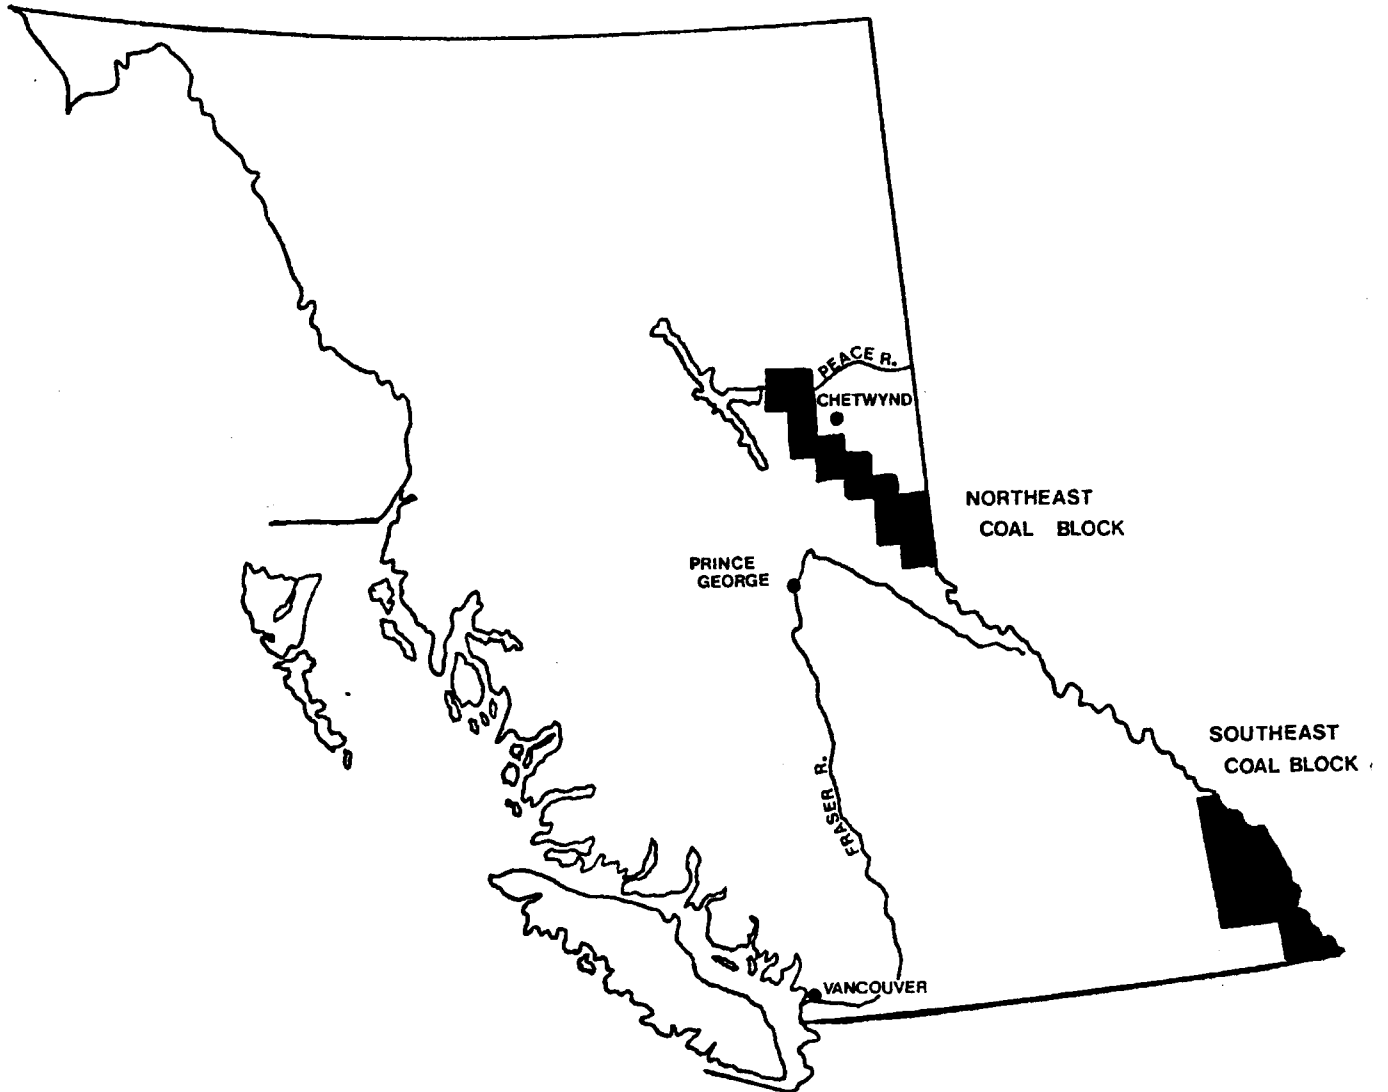 PEACE R.
CHETWYND
NORTHEAST
COAL BLOCK
PRINCE
GEORGE
SOUTHEAST
COAL BLOCK
FRASER R.
VANCOUVER